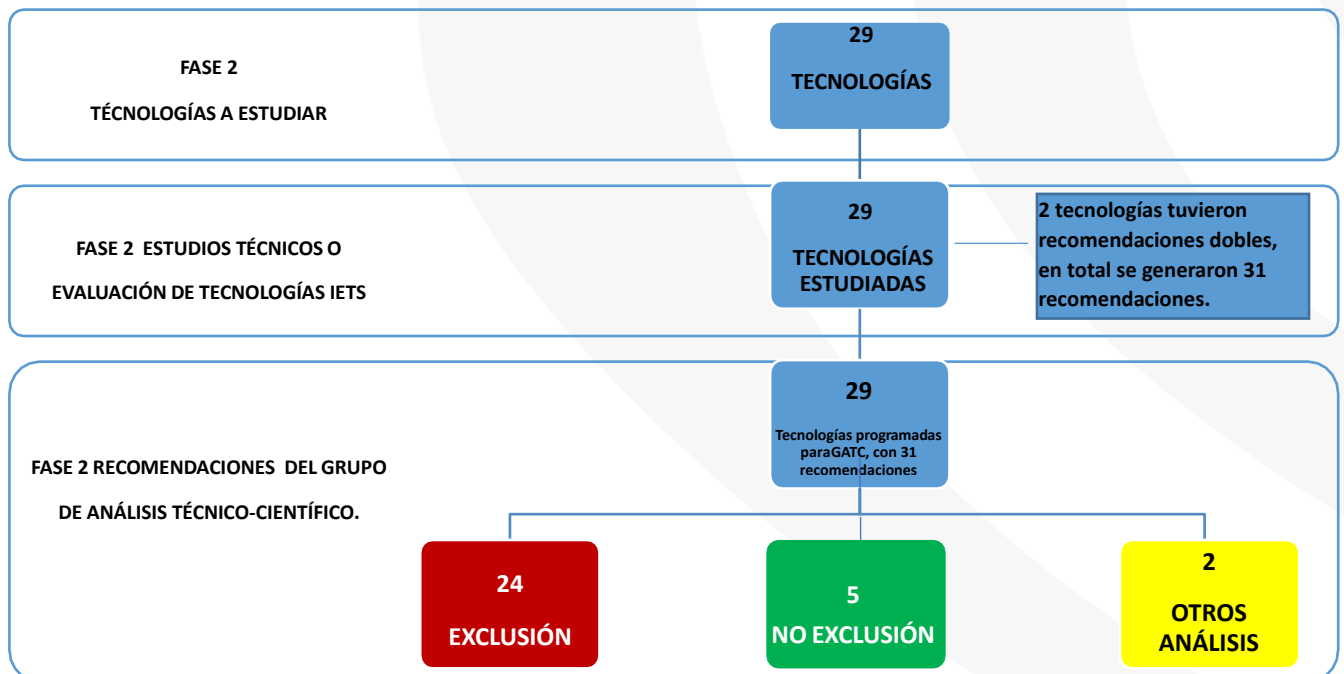 FASE 2
TÉCNOLOGÍAS A ESTUDIAR
29
TECNOLOGÍAS
FASE 2 ESTUDIOS TÉCNICOS O
EVALUACIÓN DE TECNOLOGÍAS IETS
29
TECNOLOGÍAS
ESTUDIADAS
2 tecnologías tuvieron
recomendaciones dobles,
en total se generaron 31
recomendaciones.
FASE 2 RECOMENDACIONES DEL GRUPO
DE ANÁLISIS TÉCNICO-CIENTÍFICO.
29
Tecnologías programadas
paraGATC, con 31
recomendaciones
24
EXCLUSIÓN
5
NO EXCLUSIÓN
2
OTROS
ANÁLISIS